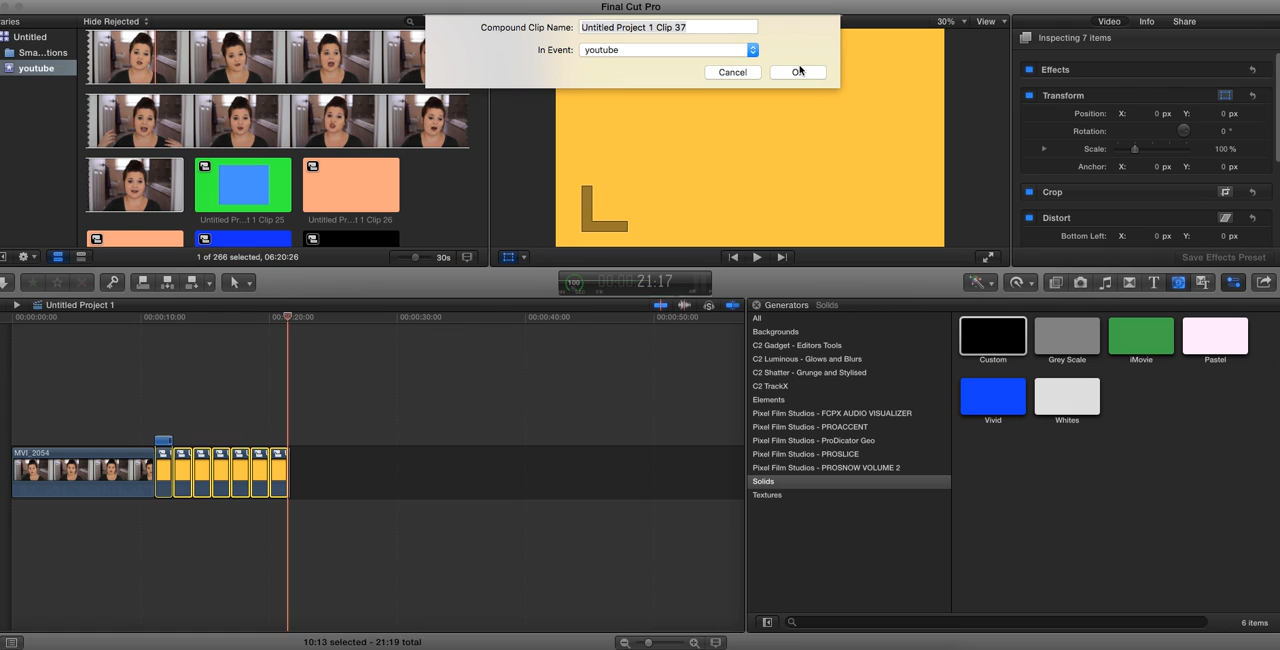 Final Cut Pro
raries
Hide Rejected
30%
View
Video
Info
Share
Untitled
Sma...tions
youtube
Compound Clip Name: Untitled Project 1 Clip 37
In Event: youtube
Cancel
Inspecting 7 items
Effects
Transform
Position: X: 0 px Y: 0 px
Rotation: 0 °
Scale: 100 %
Anchor: X: 0 px Y: 0 px
Crop
Distort
Bottom Left: X: 0 px Y: 0 px
Untitled Pr...t 1 Clip 25
Untitled Pr...t 1 Clip 26
1 of 266 selected, 06:20:26
30s
Save Effects Preset
100
00:00:21:17
Untitled Project 1
00:00:00:00
00:00:10:00
00:00:20:00
00:00:30:00
00:00:40:00
00:00:50:00
MVI_2054
Generators
Solids
All
Backgrounds
C2 Gadget - Editors Tools
C2 Luminous - Glows and Blurs
C2 Shatter - Grunge and Stylised
C2 TrackX
Elements
Pixel Film Studios - FCPX AUDIO VISUALIZER
Pixel Film Studios - PROACCENT
Pixel Film Studios - ProDicator Geo
Pixel Film Studios - PROSLICE
Pixel Film Studios - PROSNOW VOLUME 2
Solids
Textures
Custom
Grey Scale
iMovie
Pastel
Vivid
Whites
10:13 selected - 21:19 total
6 items